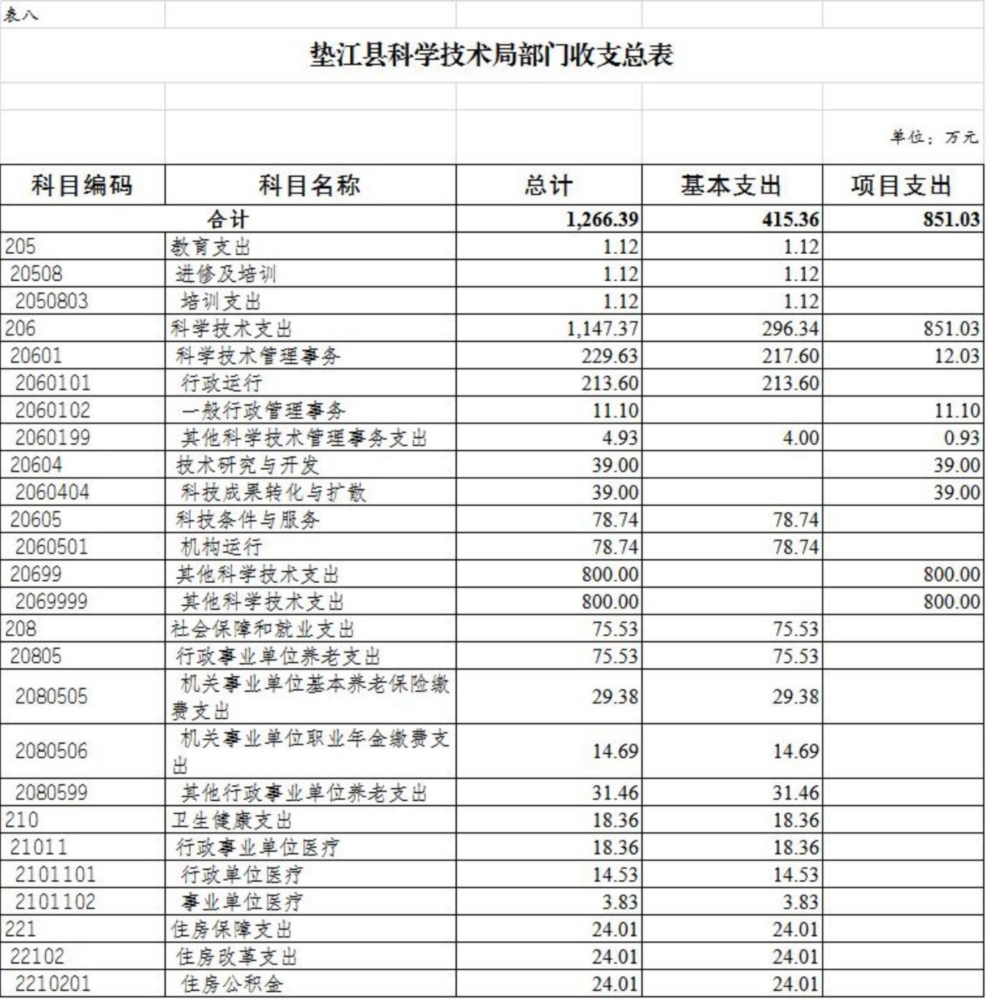 表八
垫江县科学技术局部门收支总表
单位：万元
科目编码 科目名称 总计 基本支出 项目支出
合计 1,266.39 415.36 851.03
205 教育支出 1.12 1.12
20508 进修及培训 1.12 1.12
2050803 培训支出 1.12 1.12
206 科学技术支出 1,147.37 296.34 851.03
20601 科学技术管理事务 229.63 217.60 12.03
2060101 行政运行 213.60 213.60
2060102 一般行政管理事务 11.10 11.10
2060199 其他科学技术管理事务支出 4.93 4.00 0.93
20604 技术研究与开发 39.00 39.00
2060404 科技成果转化与扩散 39.00 39.00
20605 科技条件与服务 78.74 78.74
2060501 机构运行 78.74 78.74
20699 其他科学技术支出 800.00 800.00
2069999 其他科学技术支出 800.00 800.00
208 社会保障和就业支出 75.53 75.53
20805 行政事业单位养老支出 75.53 75.53
2080505 机关事业单位基本养老保险缴
费支出 29.38 29.38
2080506 机关事业单位职业年金缴费支
出 14.69 14.69
2080599 其他行政事业单位养老支出 31.46 31.46
210 卫生健康支出 18.36 18.36
21011 行政事业单位医疗 18.36 18.36
2101101 行政单位医疗 14.53 14.53
2101102 事业单位医疗 3.83 3.83
221 住房保障支出 24.01 24.01
22102 住房改革支出 24.01 24.01
2210201 住房公积金 24.01 24.01